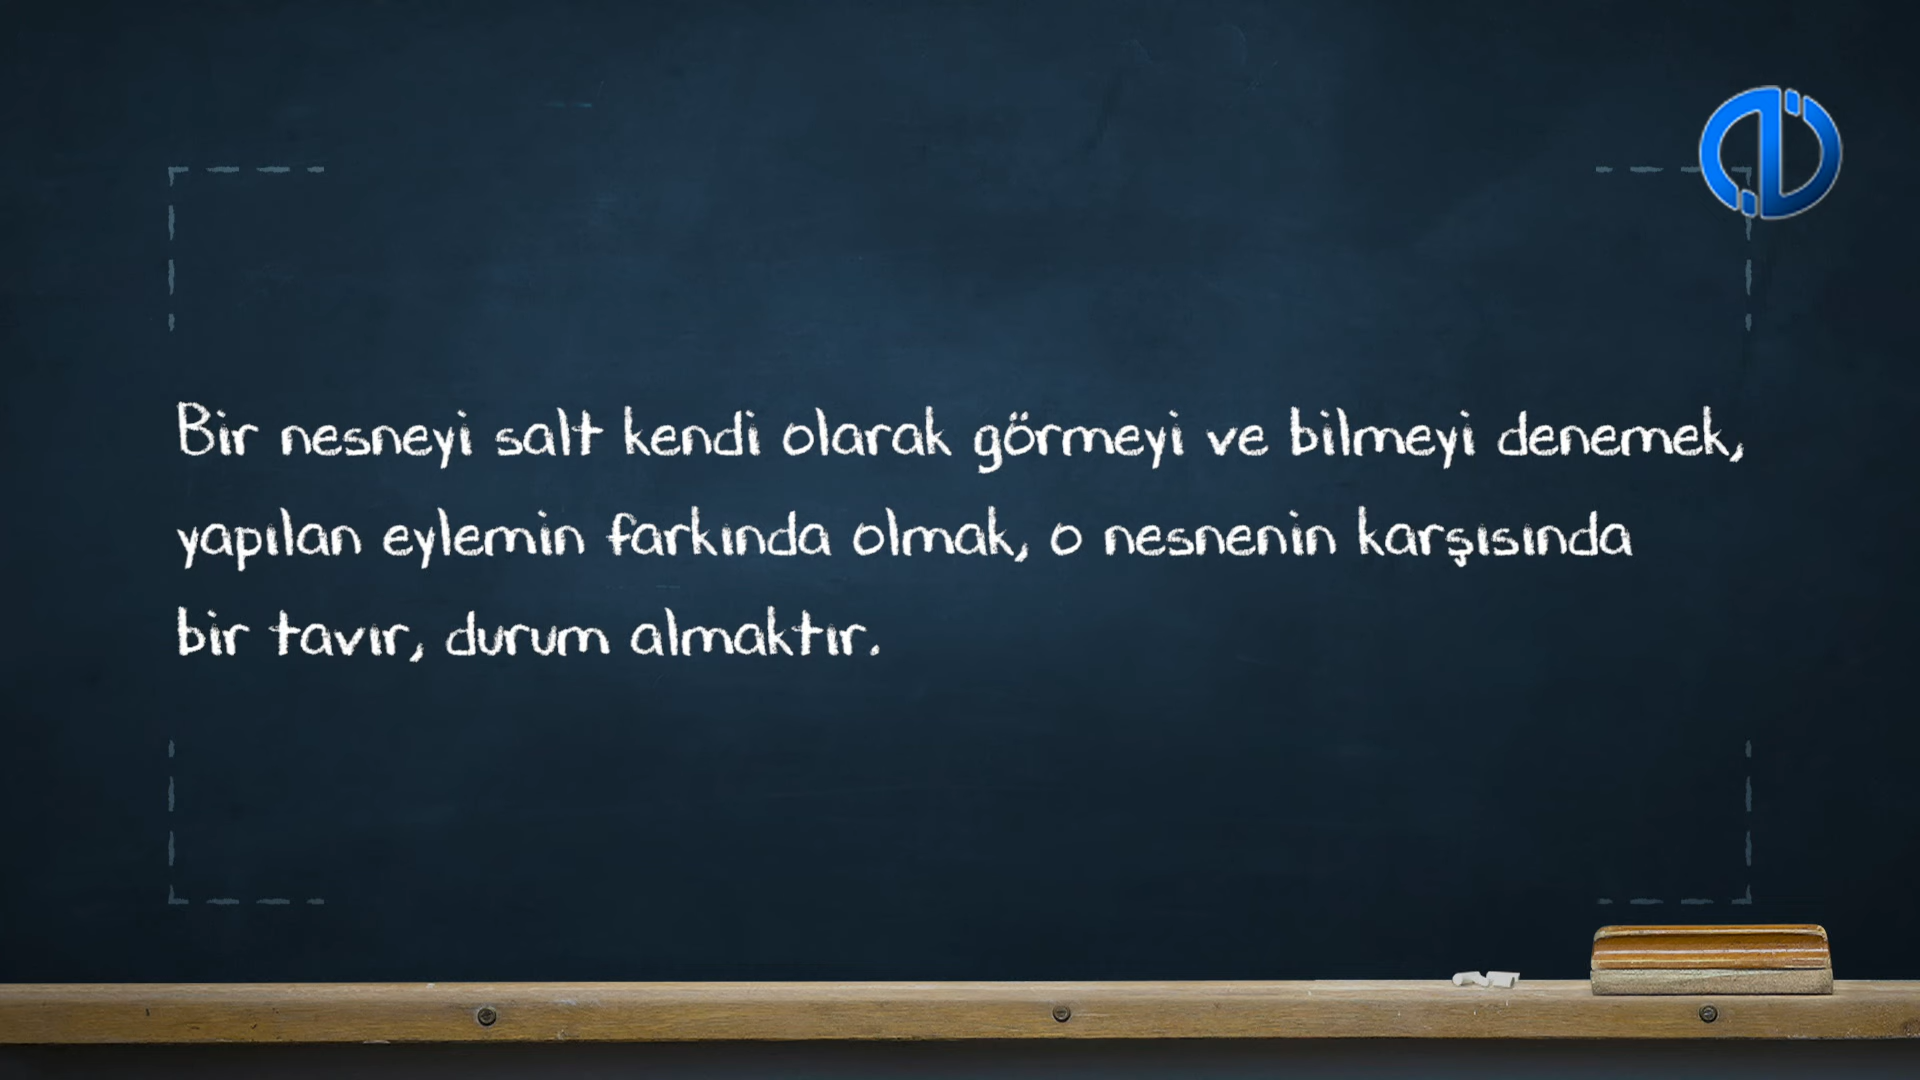 Bir nesneyi salt kendi olarak görmeyi ve bilmeyi denemek,
yapılan eylemin farkında olmak, o nesnenin karşısında
bir tavır, durum almaktır.